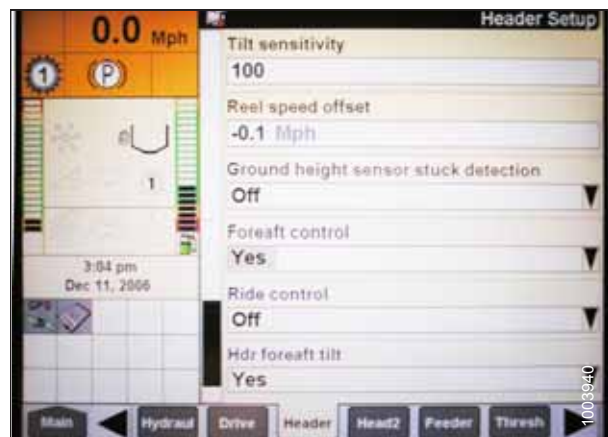 0.0 Mph
Header Setup
1
(P)
Tilt sensitivity
100
Reel speed offset
-0.1 Mph
Ground height sensor stuck detection
Off
1
Foreaft control
Yes
3:04 pm
Dec 11, 2006
Ride control
Off
GPS
Hdr foreaft tilt
Yes
1003940
Main
Hydraul
Drive
Header
Head2
Feeder
Thresh